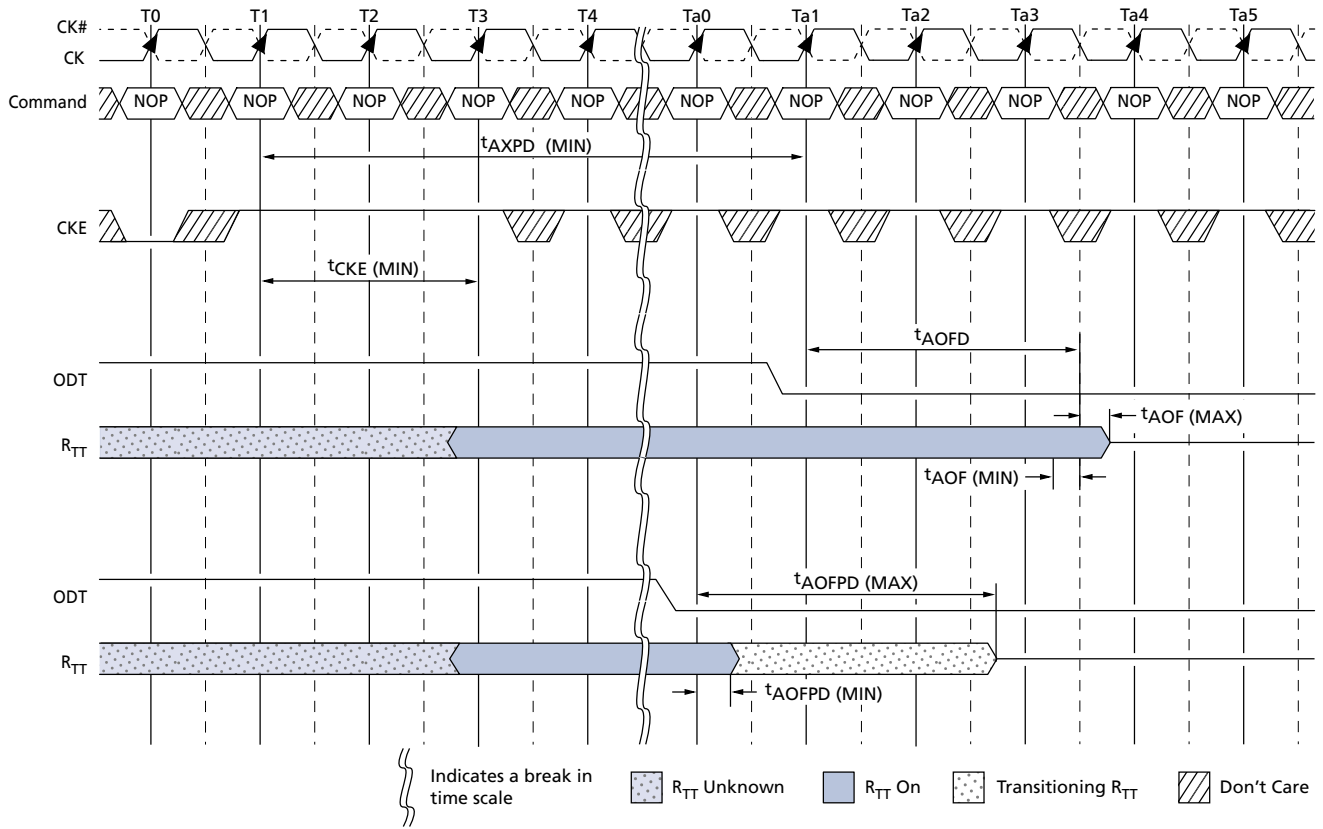 T0 T1 T2 T3 T4 Ta0 Ta1 Ta2 Ta3 Ta4 Ta5
CK#
CK
Command NOP NOP NOP NOP NOP NOP NOP NOP NOP NOP NOP
tAXPD (MIN)
CKE
tCKE (MIN)
tAOFD
ODT
tAOF (MAX)
RTT
tAOF (MIN)
tAOFPD (MAX)
ODT
RTT
tAOFPD (MIN)
Indicates a break in
time scale
RTT Unknown
RTT On
Transitioning RTT
Don't Care